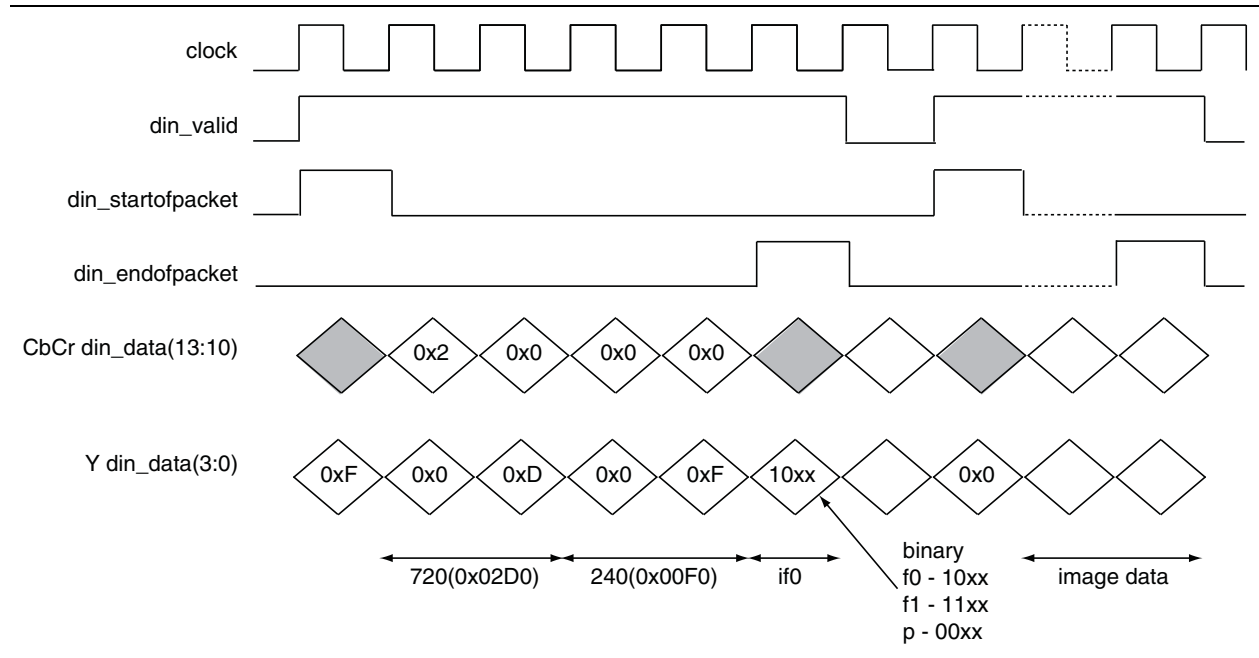 clock
din_valid
din_startofpacket
din_endofpacket
CbCr din_data(13:10)
0x2 0x0 0x0 0x0
Y din_data(3:0)
0xF 0x0 0xD 0x0 0xF 10xx 0x0
720(0x02D0) 240(0x00F0) if0
binary
f0 - 10xx
f1 - 11xx
p - 00xx
image data